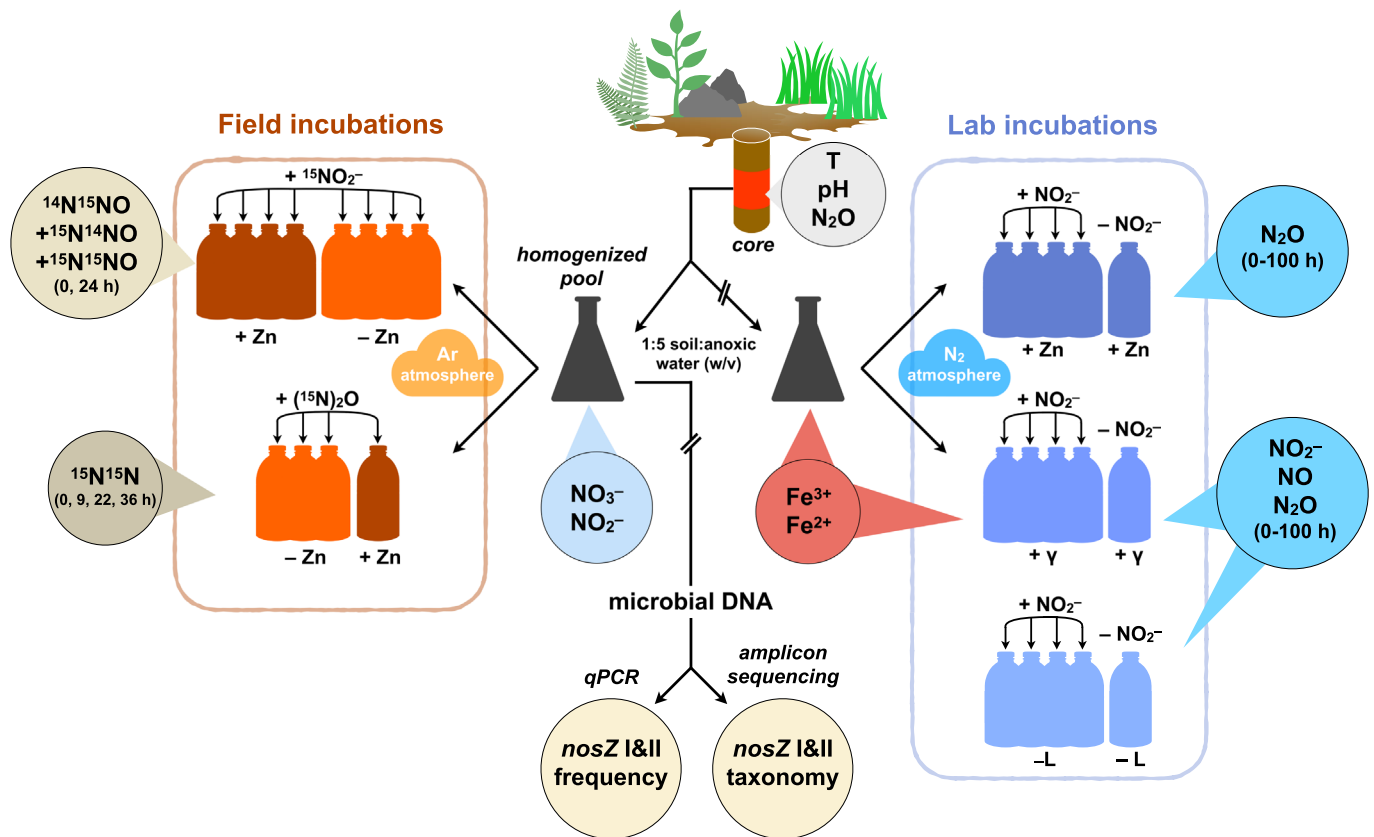 Field incubations
+ ¹⁵NO₂⁻
¹⁴N¹⁵NO
+¹⁵N¹⁴NO
+¹⁵N¹⁵NO
(0, 24 h)
+ Zn
– Zn
Ar
atmosphere
+ (¹⁵N)₂O
¹⁵N¹⁵N
(0, 9, 22, 36 h)
– Zn
+ Zn
T
pH
N₂O
core
homogenized
pool
1:5 soil:anoxic
water (w/v)
NO₃⁻
NO₂⁻
Fe³⁺
Fe²⁺
microbial DNA
qPCR
amplicon
sequencing
nosZ I&II
frequency
nosZ I&II
taxonomy
Lab incubations
+ NO₂⁻
– NO₂⁻
+ Zn
+ Zn
N₂O
(0-100 h)
N₂
atmosphere
+ NO₂⁻
– NO₂⁻
+ γ
+ γ
NO₂⁻
NO
N₂O
(0-100 h)
+ NO₂⁻
– NO₂⁻
–L
– L